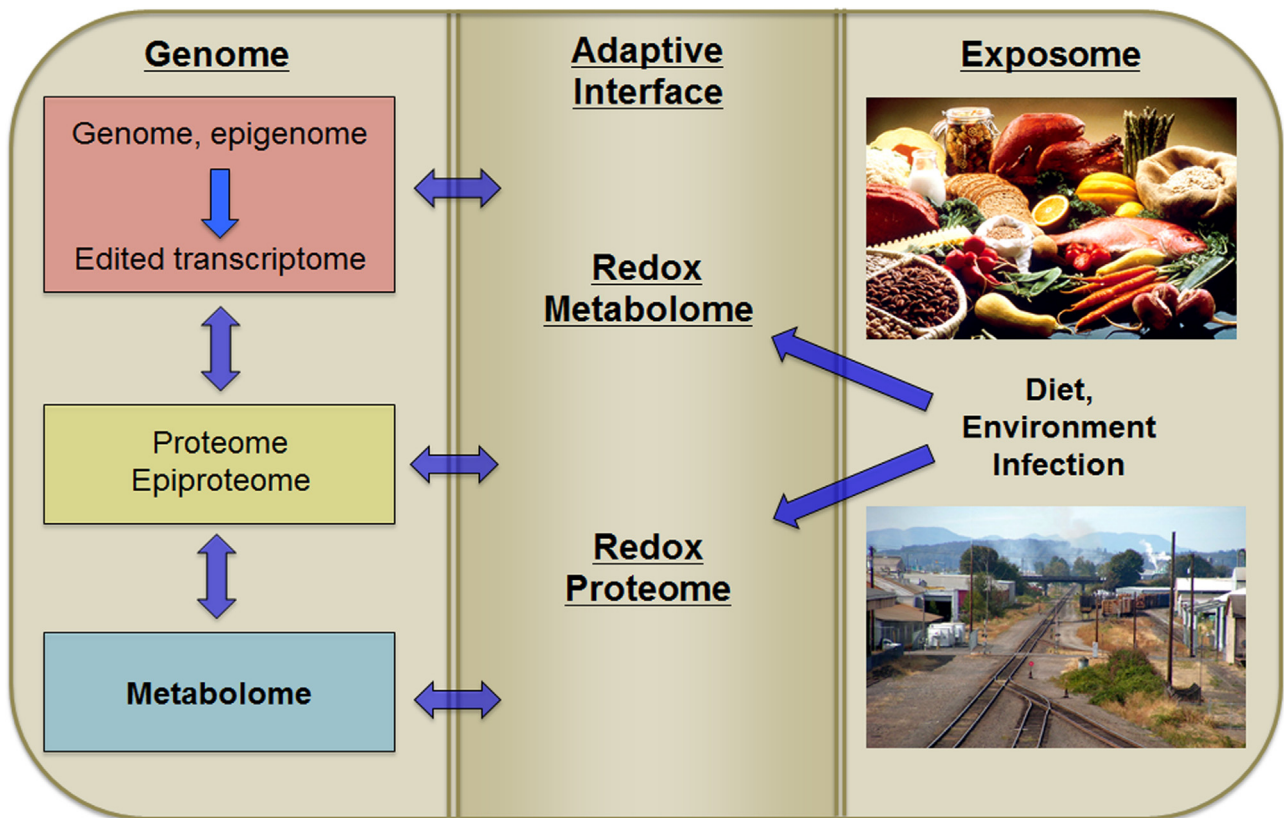 Genome
Genome, epigenome
Edited transcriptome
Proteome
Epiproteome
Metabolome
Adaptive
Interface
Redox
Metabolome
Redox
Proteome
Exposome
Diet,
Environment
Infection